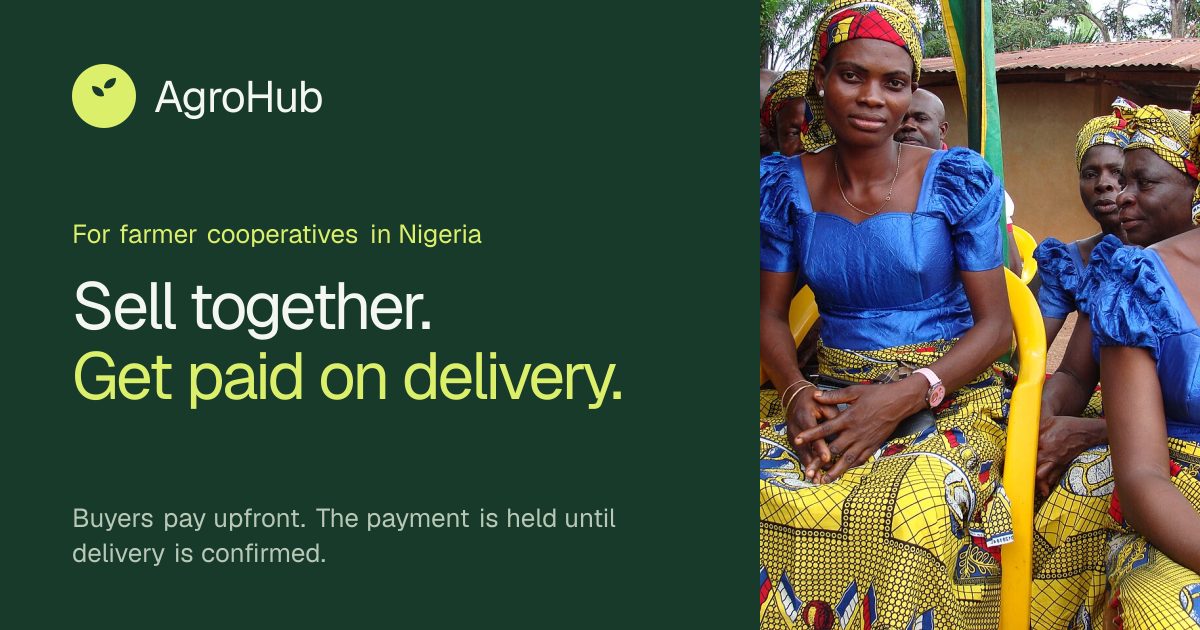 AgroHub
For farmer cooperatives in Nigeria
Sell together.
Get paid on delivery.
Buyers pay upfront. The payment is held until
delivery is confirmed.